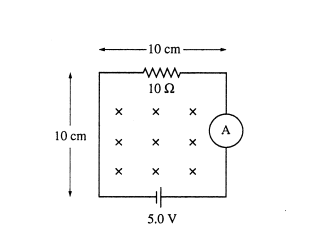 10 cm
10 Ω
× × ×
A
10 cm
× × ×
× × ×
5.0 V